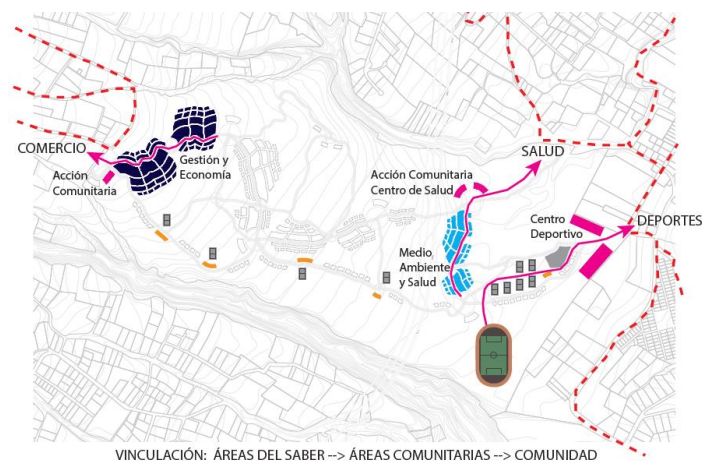 COMERCIO
Acción
Comunitaria
Gestión y
Economía
Acción Comunitaria
Centro de Salud
SALUD
Centro
Deportivo
DEPORTES
Medio
Ambiente
y Salud
VINCULACIÓN: ÁREAS DEL SABER --> ÁREAS COMUNITARIAS --> COMUNIDAD